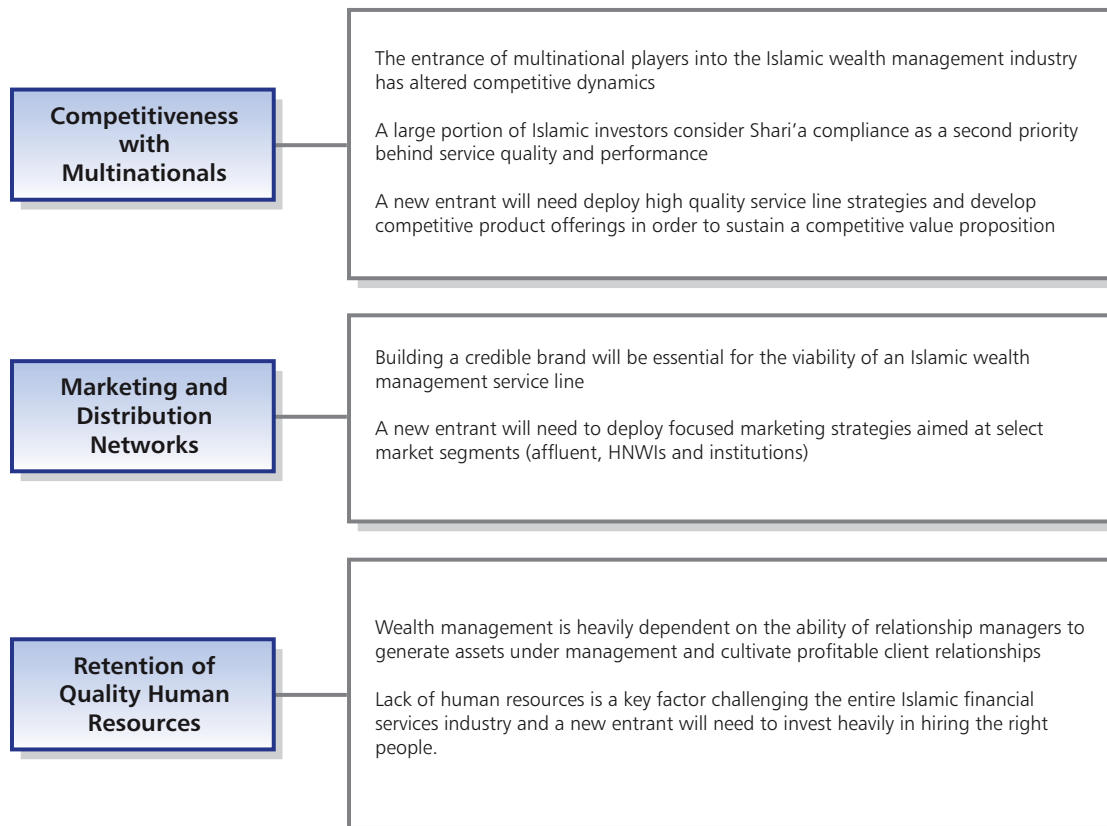 Competitiveness
with
Multinationals
The entrance of multinational players into the Islamic wealth management industry
has altered competitive dynamics
A large portion of Islamic investors consider Shari’a compliance as a second priority
behind service quality and performance
A new entrant will need deploy high quality service line strategies and develop
competitive product offerings in order to sustain a competitive value proposition
Marketing and
Distribution
Networks
Building a credible brand will be essential for the viability of an Islamic wealth
management service line
A new entrant will need to deploy focused marketing strategies aimed at select
market segments (affluent, HNWIs and institutions)
Retention of
Quality Human
Resources
Wealth management is heavily dependent on the ability of relationship managers to
generate assets under management and cultivate profitable client relationships
Lack of human resources is a key factor challenging the entire Islamic financial
services industry and a new entrant will need to invest heavily in hiring the right
people.